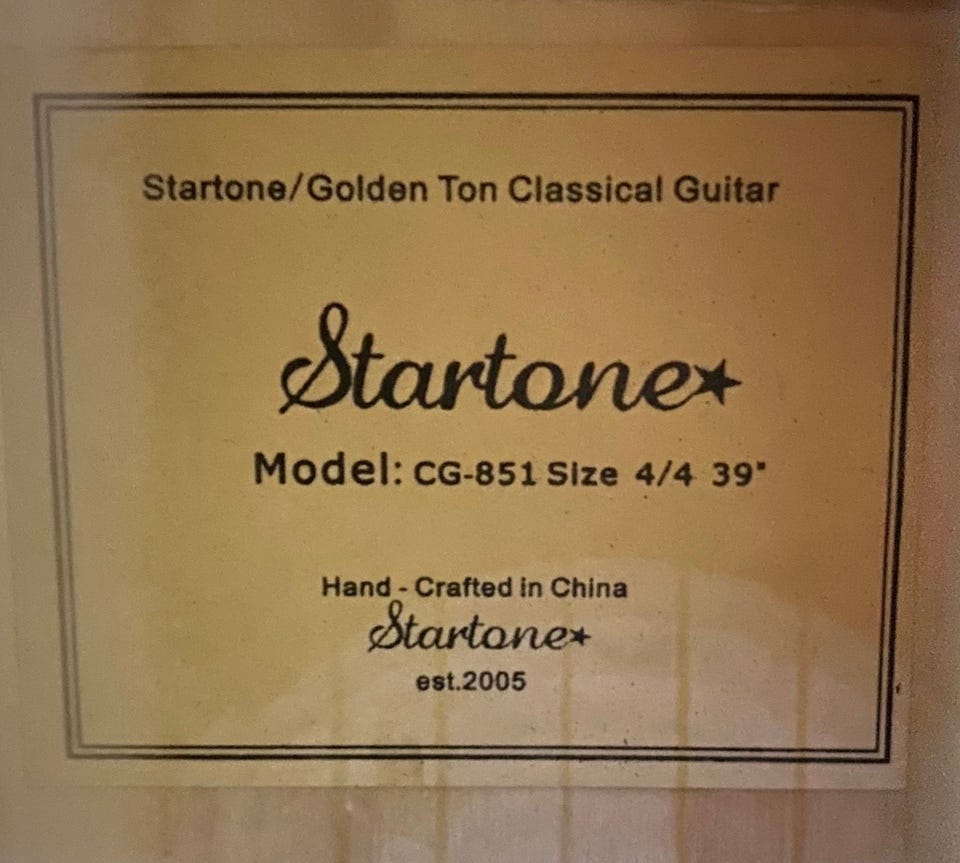 Startone/Golden Ton Classical Guitar
Startone
Model: CG-851 Size 4/4 39"
Hand - Crafted in China
Startone
est.2005